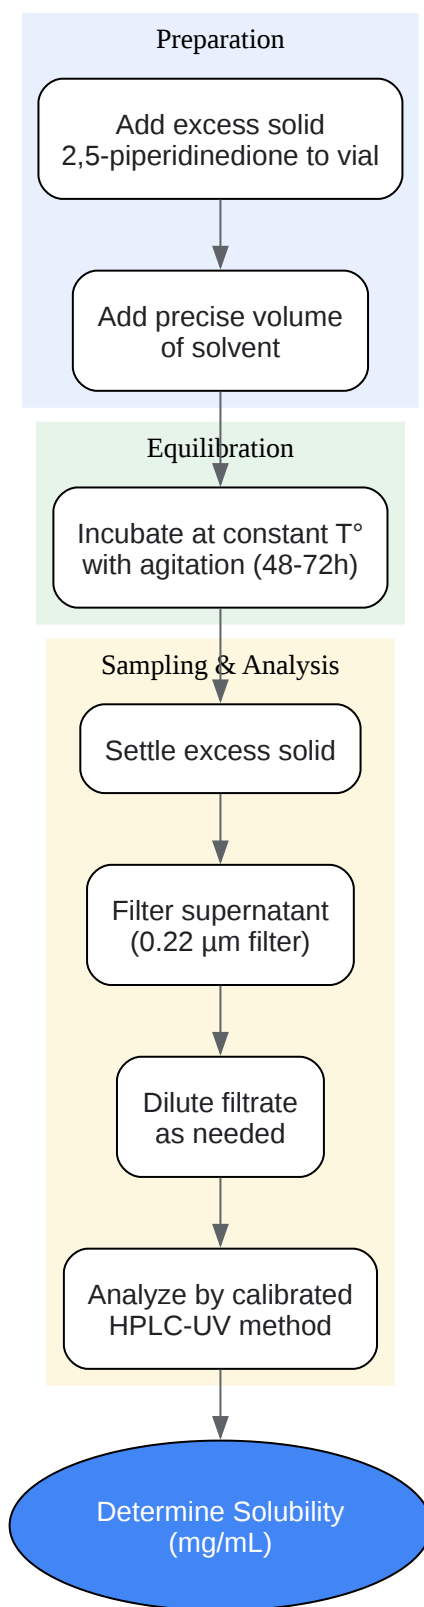 Preparation
Add excess solid
2,5-piperidinedione to vial
Add precise volume
of solvent
Equilibration
Incubate at constant T°
with agitation (48-72h)
Sampling & Analysis
Settle excess solid
Filter supernatant
(0.22 µm filter)
Dilute filtrate
as needed
Analyze by calibrated
HPLC-UV method
Determine Solubility
(mg/mL)